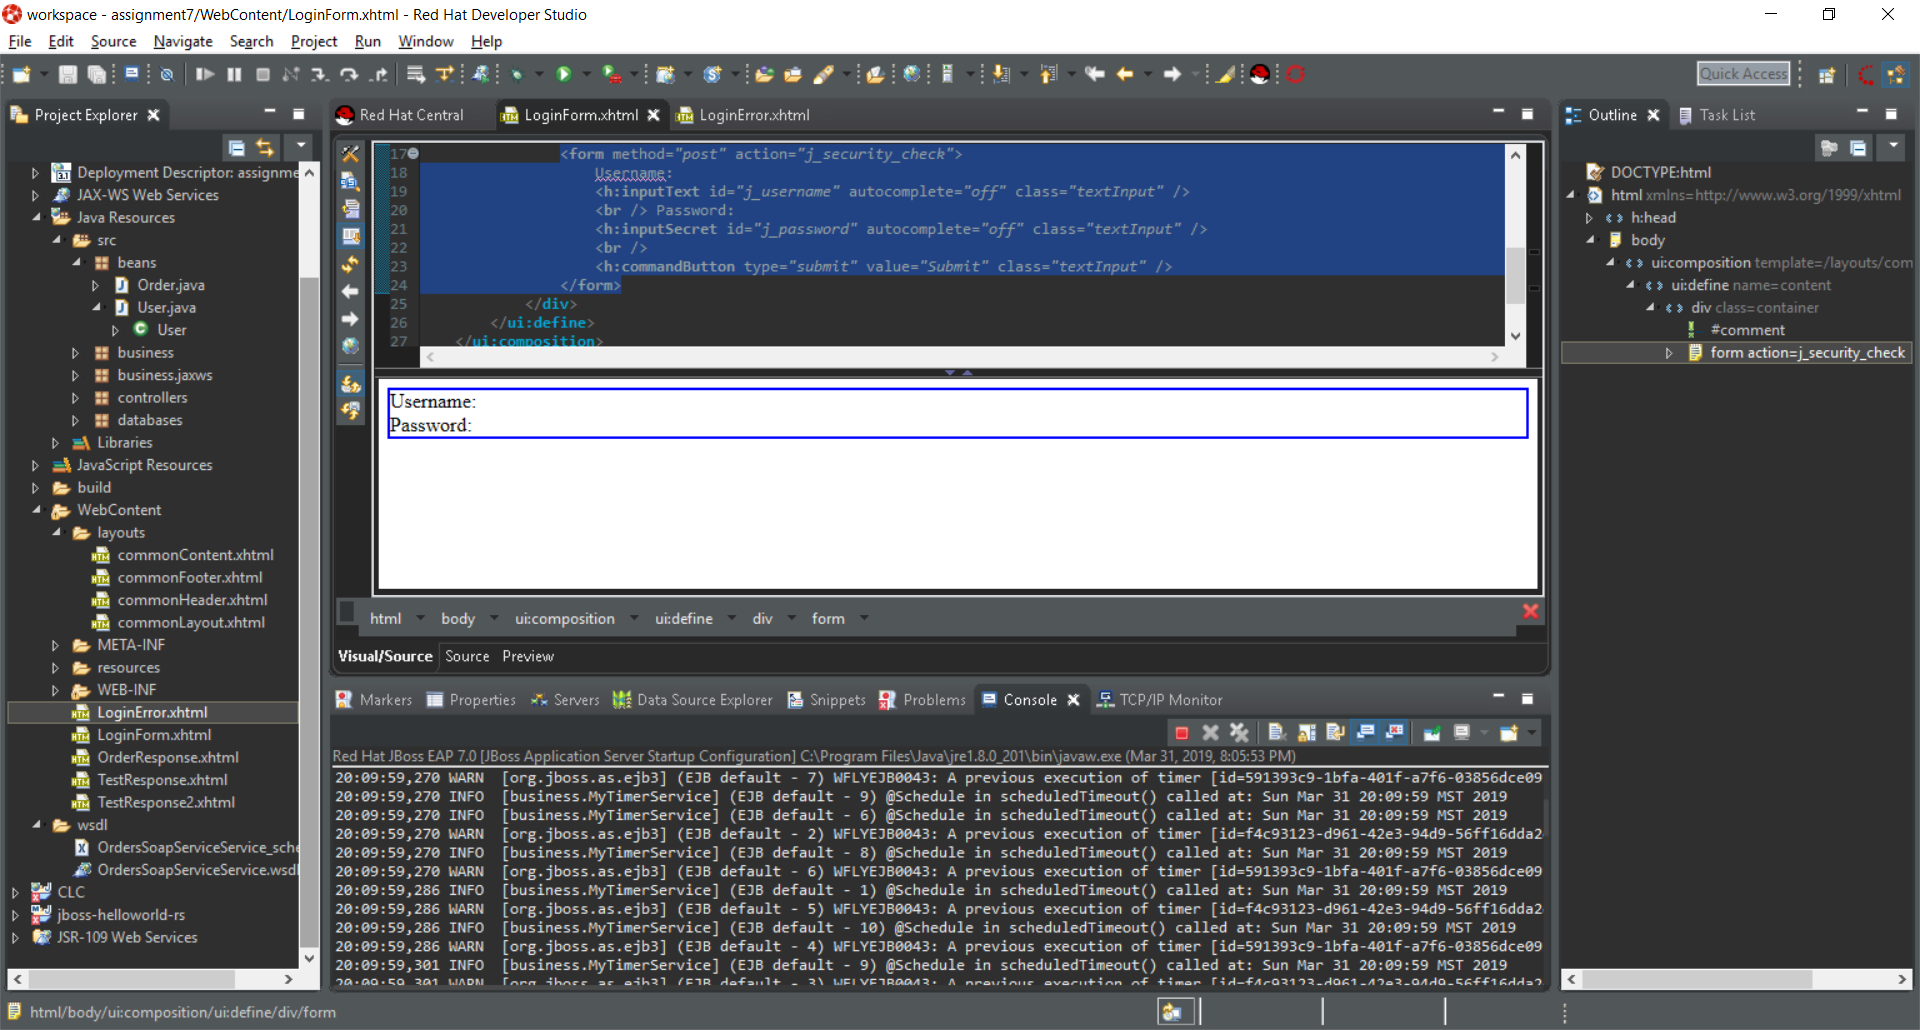 workspace - assignment7/WebContent/LoginForm.xhtml - Red Hat Developer Studio
File Edit Source Navigate Search Project Run Window Help
Quick Access
Project Explorer
Deployment Descriptor: assignme
JAX-WS Web Services
Java Resources
src
beans
Order.java
User.java
User
business
business.jaxws
controllers
databases
Libraries
JavaScript Resources
build
WebContent
layouts
commonContent.xhtml
commonFooter.xhtml
commonHeader.xhtml
commonLayout.xhtml
META-INF
resources
WEB-INF
LoginError.xhtml
LoginForm.xhtml
OrderResponse.xhtml
TestResponse.xhtml
TestResponse2.xhtml
wsdl
OrdersSoapServiceService_sche
OrdersSoapServiceService.wsdl
CLC
jboss-helloworld-rs
JSR-109 Web Services
Red Hat Central LoginForm.xhtml LoginError.xhtml
17 <form method="post" action="j_security_check">
18 Username:
19 <h:inputText id="j_username" autocomplete="off" class="textInput" />
20 <br /> Password:
21 <h:inputSecret id="j_password" autocomplete="off" class="textInput" />
22 <br />
23 <h:commandButton type="submit" value="Submit" class="textInput" />
24 </form>
25 </div>
26 </ui:define>
27 </ui:composition>
Username:
Password:
html body ui:composition ui:define div form
Visual/Source Source Preview
Outline Task List
DOCTYPE:html
html xmlns=http://www.w3.org/1999/xhtml
h:head
body
ui:composition template=/layouts/com
ui:define name=content
div class=container
#comment
form action=j_security_check
Markers Properties Servers Data Source Explorer Snippets Problems Console TCP/IP Monitor
Red Hat JBoss EAP 7.0 [JBoss Application Server Startup Configuration] C:\Program Files\Java\jre1.8.0_201\bin\javaw.exe (Mar 31, 2019, 8:05:53 PM)
20:09:59,270 WARN [org.jboss.as.ejb3] (EJB default - 7) WFLYEJB0043: A previous execution of timer [id=591393c9-1bfa-401f-a7f6-03856dce09
20:09:59,270 INFO [business.MyTimerService] (EJB default - 9) @Schedule in scheduledTimeout() called at: Sun Mar 31 20:09:59 MST 2019
20:09:59,270 INFO [business.MyTimerService] (EJB default - 6) @Schedule in scheduledTimeout() called at: Sun Mar 31 20:09:59 MST 2019
20:09:59,270 WARN [org.jboss.as.ejb3] (EJB default - 2) WFLYEJB0043: A previous execution of timer [id=f4c93123-d961-42e3-94d9-56ff16dda2
20:09:59,270 INFO [business.MyTimerService] (EJB default - 8) @Schedule in scheduledTimeout() called at: Sun Mar 31 20:09:59 MST 2019
20:09:59,270 WARN [org.jboss.as.ejb3] (EJB default - 6) WFLYEJB0043: A previous execution of timer [id=591393c9-1bfa-401f-a7f6-03856dce09
20:09:59,286 INFO [business.MyTimerService] (EJB default - 1) @Schedule in scheduledTimeout() called at: Sun Mar 31 20:09:59 MST 2019
20:09:59,286 WARN [org.jboss.as.ejb3] (EJB default - 5) WFLYEJB0043: A previous execution of timer [id=f4c93123-d961-42e3-94d9-56ff16dda2
20:09:59,286 INFO [business.MyTimerService] (EJB default - 10) @Schedule in scheduledTimeout() called at: Sun Mar 31 20:09:59 MST 2019
20:09:59,286 WARN [org.jboss.as.ejb3] (EJB default - 4) WFLYEJB0043: A previous execution of timer [id=591393c9-1bfa-401f-a7f6-03856dce09
20:09:59,301 INFO [business.MyTimerService] (EJB default - 9) @Schedule in scheduledTimeout() called at: Sun Mar 31 20:09:59 MST 2019
20:09:59,301 WARN [org.jboss.as.ejb3] (EJB default - 3) WFLYEJB0043: A previous execution of timer [id=f4c93123-d961-42e3-94d9-56ff16dda2
html/body/ui:composition/ui:define/div/form